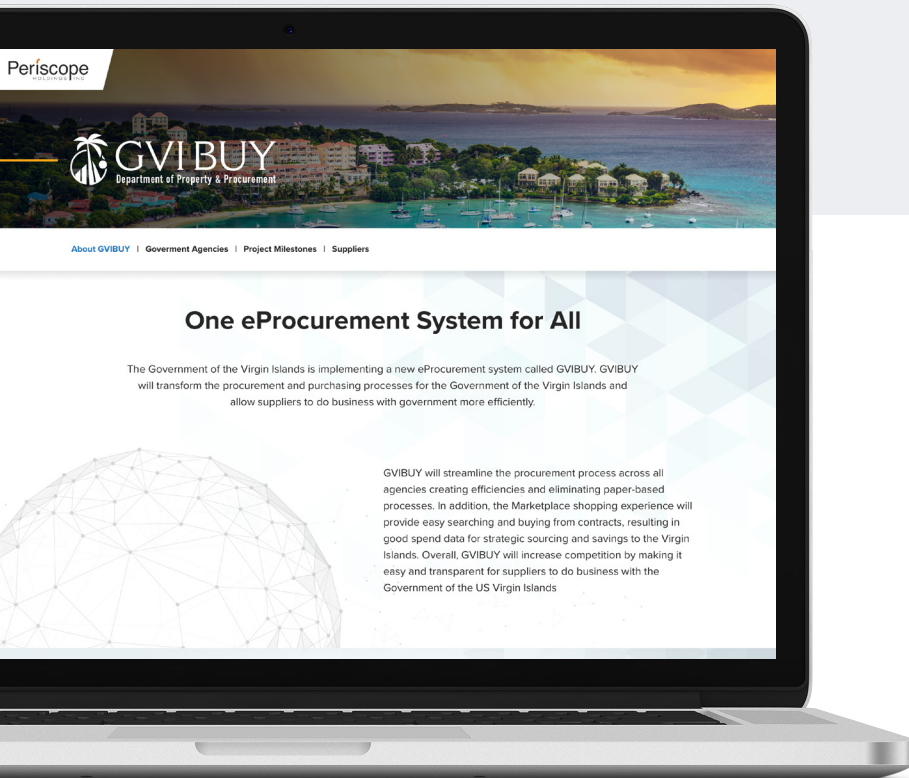 Periscope
HOLDINGS INC
GVI BUY
Department of Property & Procurement
About GVIBUY | Goverment Agencies | Project Milestones | Suppliers
One eProcurement System for All
The Government of the Virgin Islands is implementing a new eProcurement system called GVIBUY. GVIBUY
will transform the procurement and purchasing processes for the Government of the Virgin Islands and
allow suppliers to do business with government more efficiently.
GVIBUY will streamline the procurement process across all
agencies creating efficiencies and eliminating paper-based
processes. In addition, the Marketplace shopping experience will
provide easy searching and buying from contracts, resulting in
good spend data for strategic sourcing and savings to the Virgin
Islands. Overall, GVIBUY will increase competition by making it
easy and transparent for suppliers to do business with the
Government of the US Virgin Islands